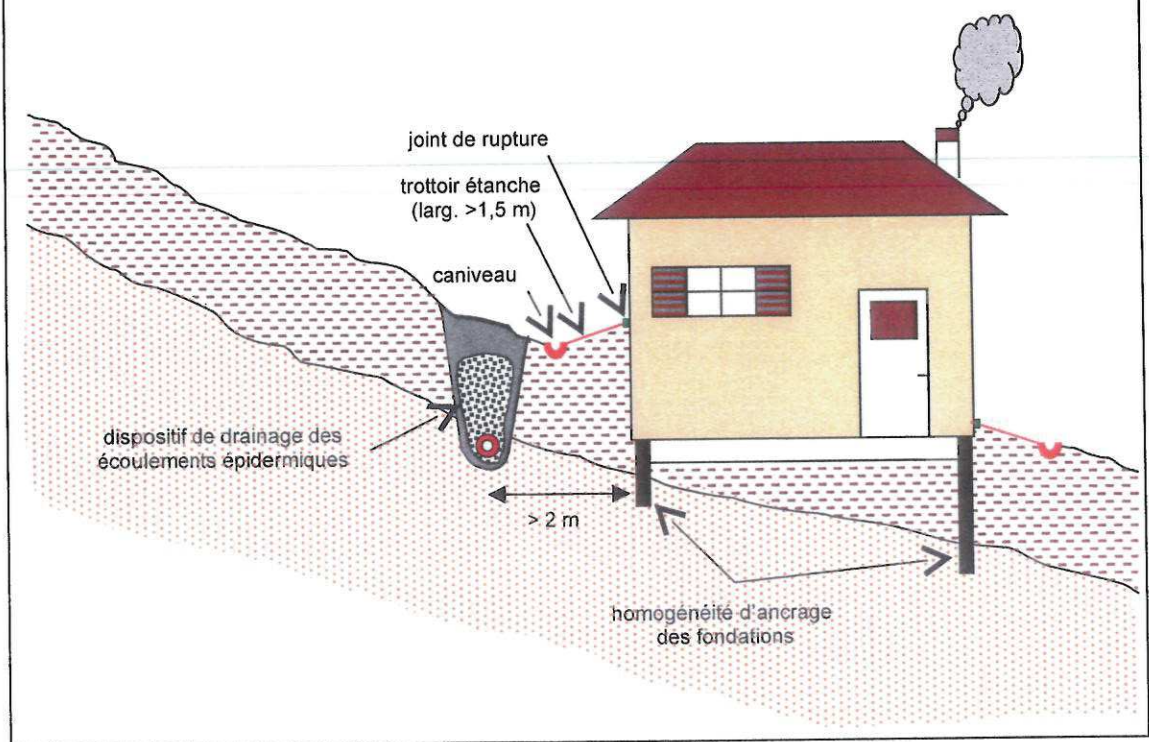 joint de rupture
trottoir étanche
(larg. >1,5 m)
caniveau
dispositif de drainage des
écoulements épidermiques
> 2 m
homogénéité d'ancrage
des fondations